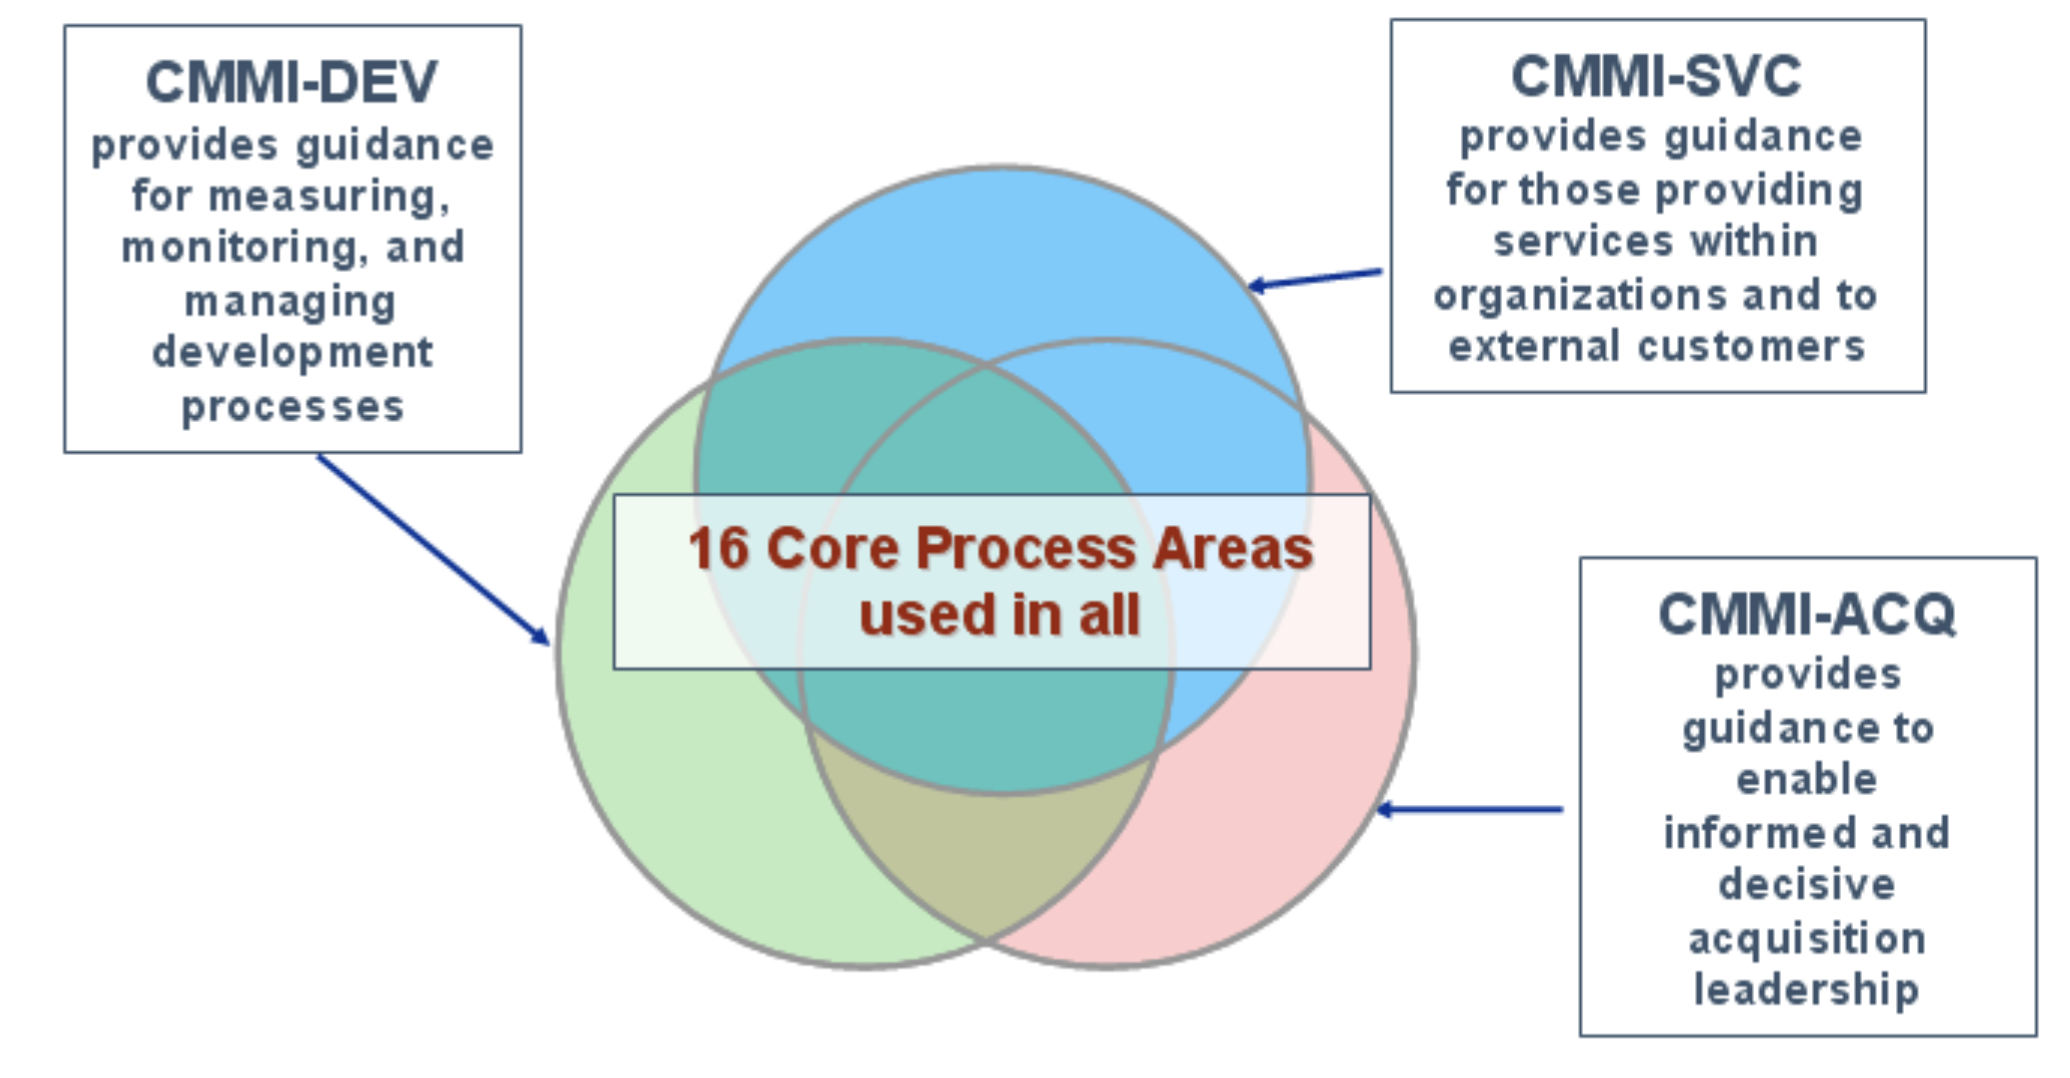 CMMI-DEV
provides guidance
for measuring,
monitoring, and
managing
development
processes
CMMI-SVC
provides guidance
for those providing
services within
organizations and to
external customers
16 Core Process Areas
used in all
CMMI-ACQ
provides
guidance to
enable
informed and
decisive
acquisition
leadership